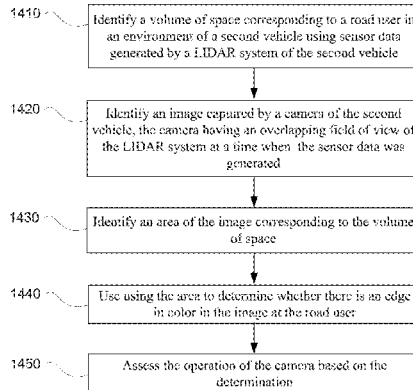 1410
Identify a volume of space corresponding to a road user in
an environment of a second vehicle using sensor data
generated by a LIDAR system of the second vehicle
1420
Identify an image captured by a camera of the second
vehicle, the camera having an overlapping field of view of
the LIDAR system at a time when the sensor data was
generated
1430
Identify an area of the image corresponding to the volume
of space
1440
Use using the area to determine whether there is an edge
in color in the image at the road user
1450
Assess the operation of the camera based on the
determination